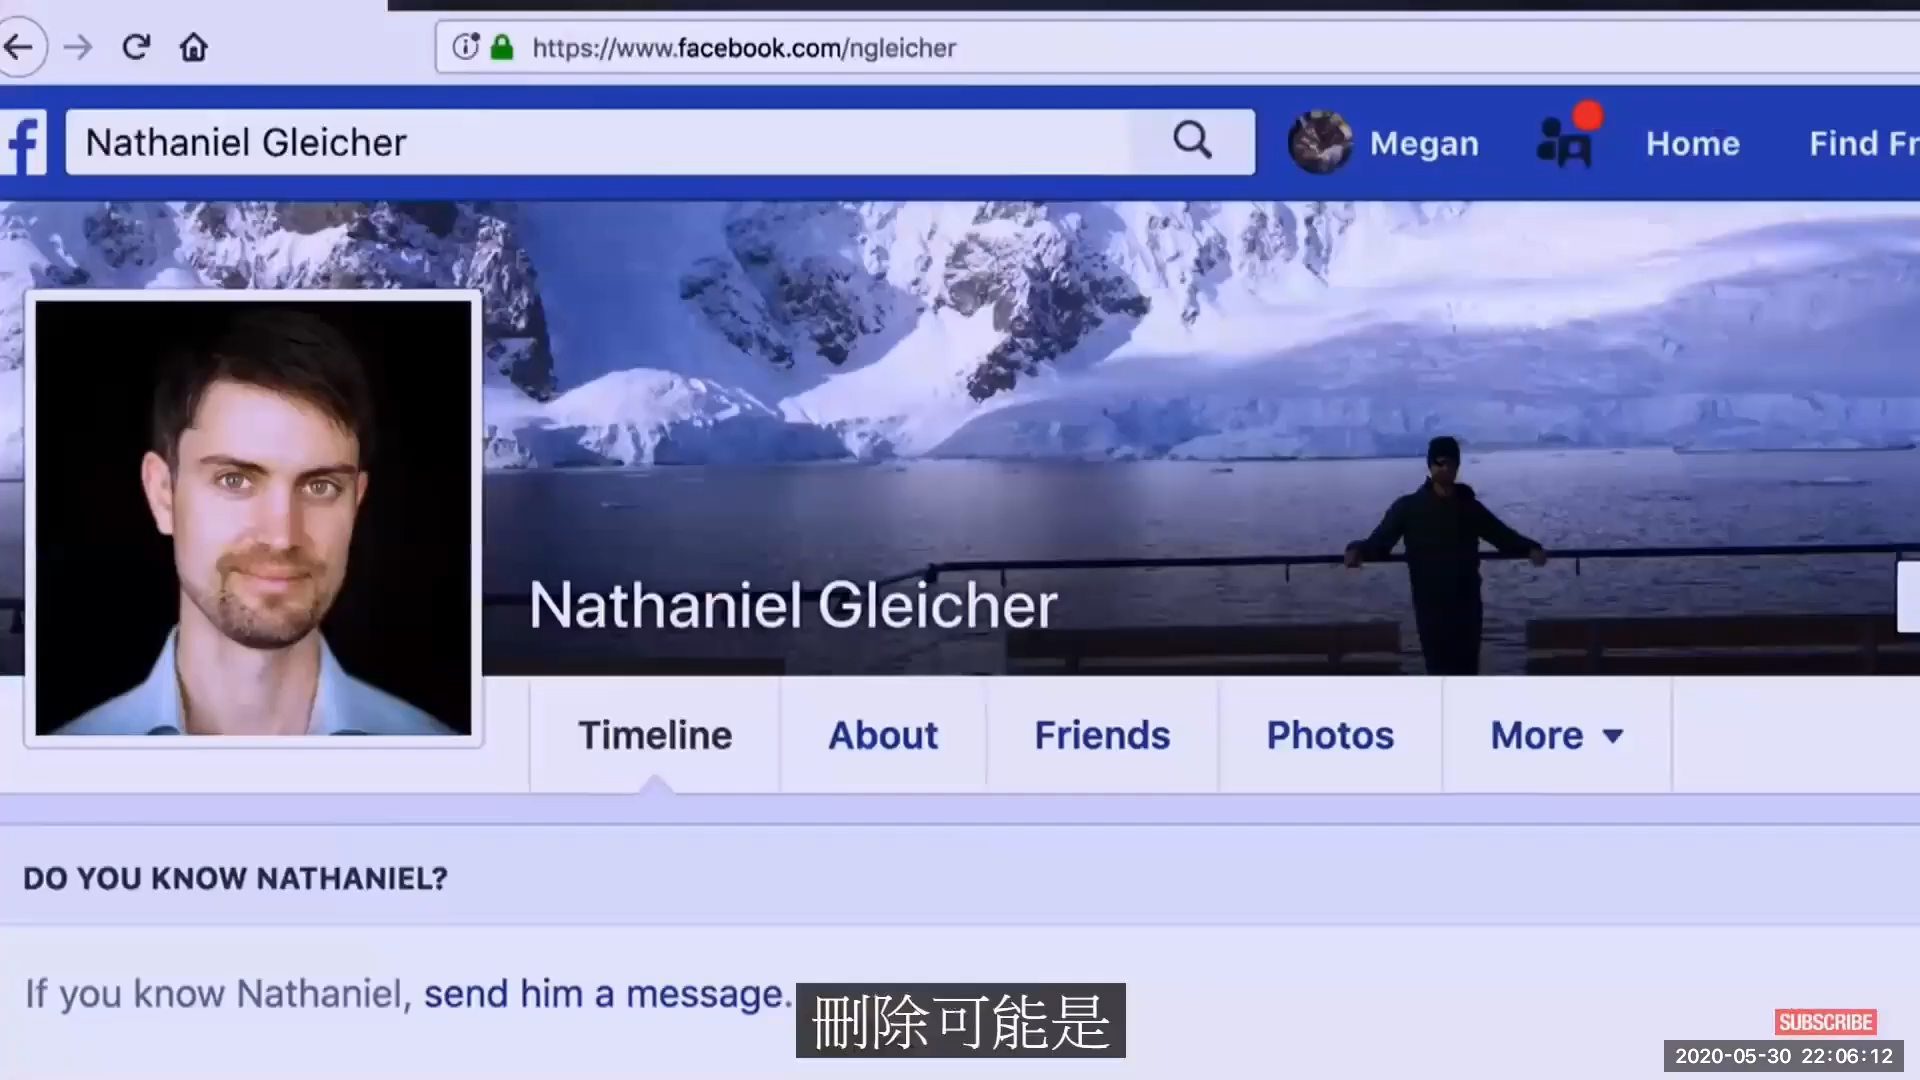 https://www.facebook.com/ngleicher
f
Nathaniel Gleicher
Megan
Home
Find Fr
Nathaniel Gleicher
Timeline
About
Friends
Photos
More
DO YOU KNOW NATHANIEL?
If you know Nathaniel, send him a message.
刪除可能是
SUBSCRIBE
2020-05-30 22:06:12